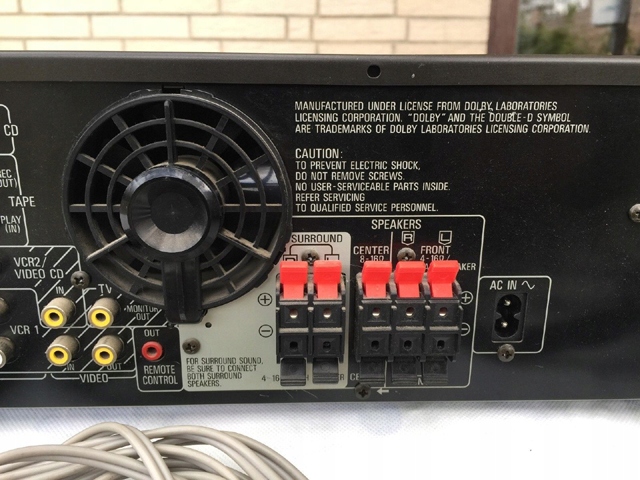 MANUFACTURED UNDER LICENSE FROM DOLBY LABORATORIES
LICENSING CORPORATION. "DOLBY" AND THE DOUBLE-D SYMBOL
ARE TRADEMARKS OF DOLBY LABORATORIES LICENSING CORPORATION.
CAUTION:
TO PREVENT ELECTRIC SHOCK,
DO NOT REMOVE SCREWS.
NO USER-SERVICEABLE PARTS INSIDE.
REFER SERVICING
TO QUALIFIED SERVICE PERSONNEL.
CD
TAPE
PLAY
(IN)
OUT)
SPEAKERS
SURROUND
CENTER
8-16Ω
R
L
FRONT
4-16Ω
AC IN
VCR2/
VIDEO CD
IN
TV
MONITOR
OUT
VCR 1
IN
OUT
VIDEO
OUT
REMOTE
CONTROL
+
−
FOR SURROUND SOUND,
BE SURE TO CONNECT
BOTH SURROUND
SPEAKERS.
4-16
R